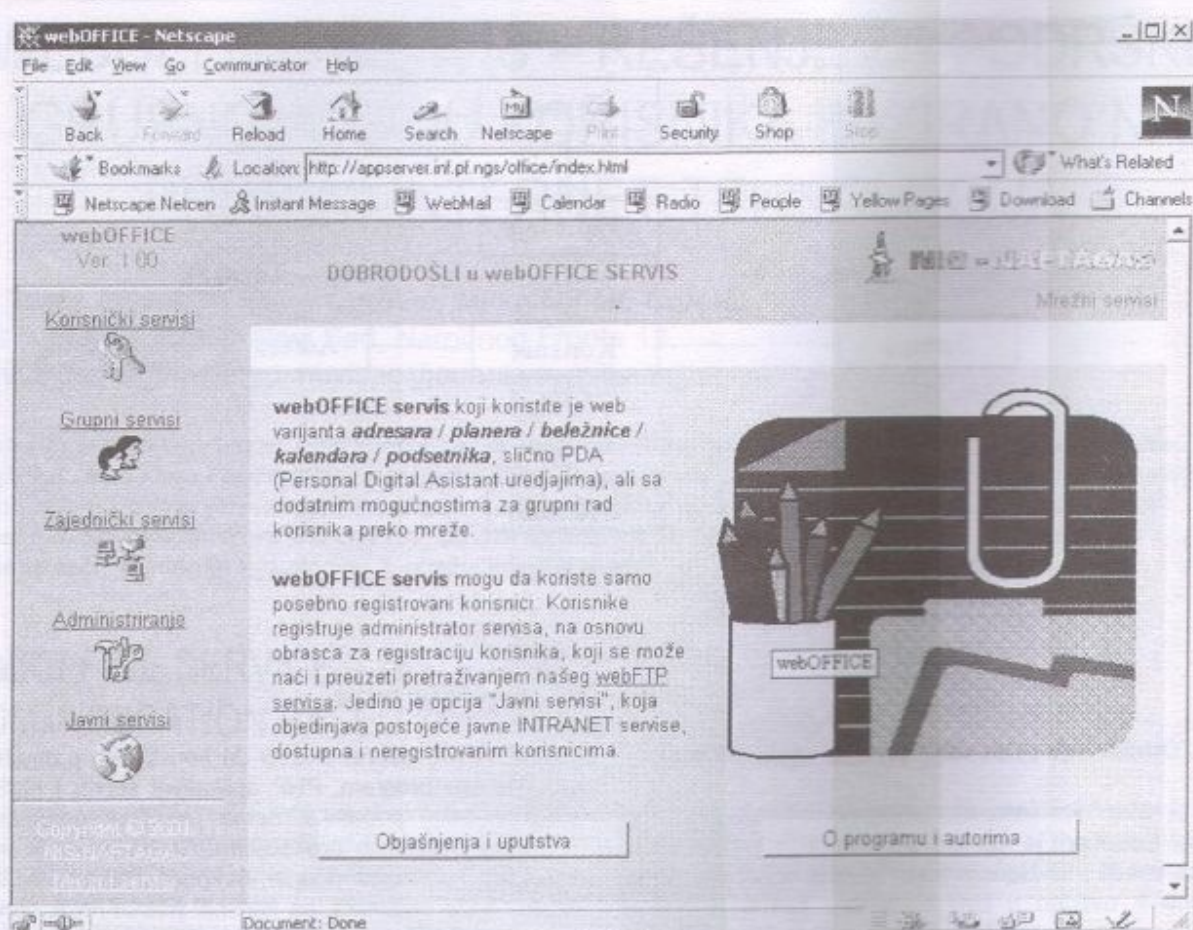 webOFFICE - Netscape
File Edit View Go Communicator Help
Back Forward Reload Home Search Netscape Print Security Shop Stop
N
Bookmarks Location: http://appserver.inf.pf.ngs/office/index.html What's Related
Netscape Netcen Instant Message WebMail Calendar Radio People Yellow Pages Download Channels
webOFFICE
Ver. 1.00
DOBRODOŠLI u webOFFICE SERVIS
Mrežni servisi
Korisnički servisi
Grupni servisi
Zajednički servisi
Administriranje
Javni servisi
webOFFICE servis koji koristite je web
varijanta adresara / planera / beležnice /
kalendara / podsetnika, slično PDA
(Personal Digital Asistant uredjajima), ali sa
dodatnim mogućnostima za grupni rad
korisnika preko mreže.
webOFFICE servis mogu da koriste samo
posebno registrovani korisnici. Korisnike
registruje administrator servisa, na osnovu
obrasca za registraciju korisnika, koji se može
naći i preuzeti pretraživanjem našeg webFTP
servisa. Jedino je opcija "Javni servisi", koja
objedinjava postojeće javne INTRANET servise,
dostupna i neregistrovanim korisnicima.
webOFFICE
Objašnjenja i uputstva
O programu i autorima
Copyright ©
Document: Done